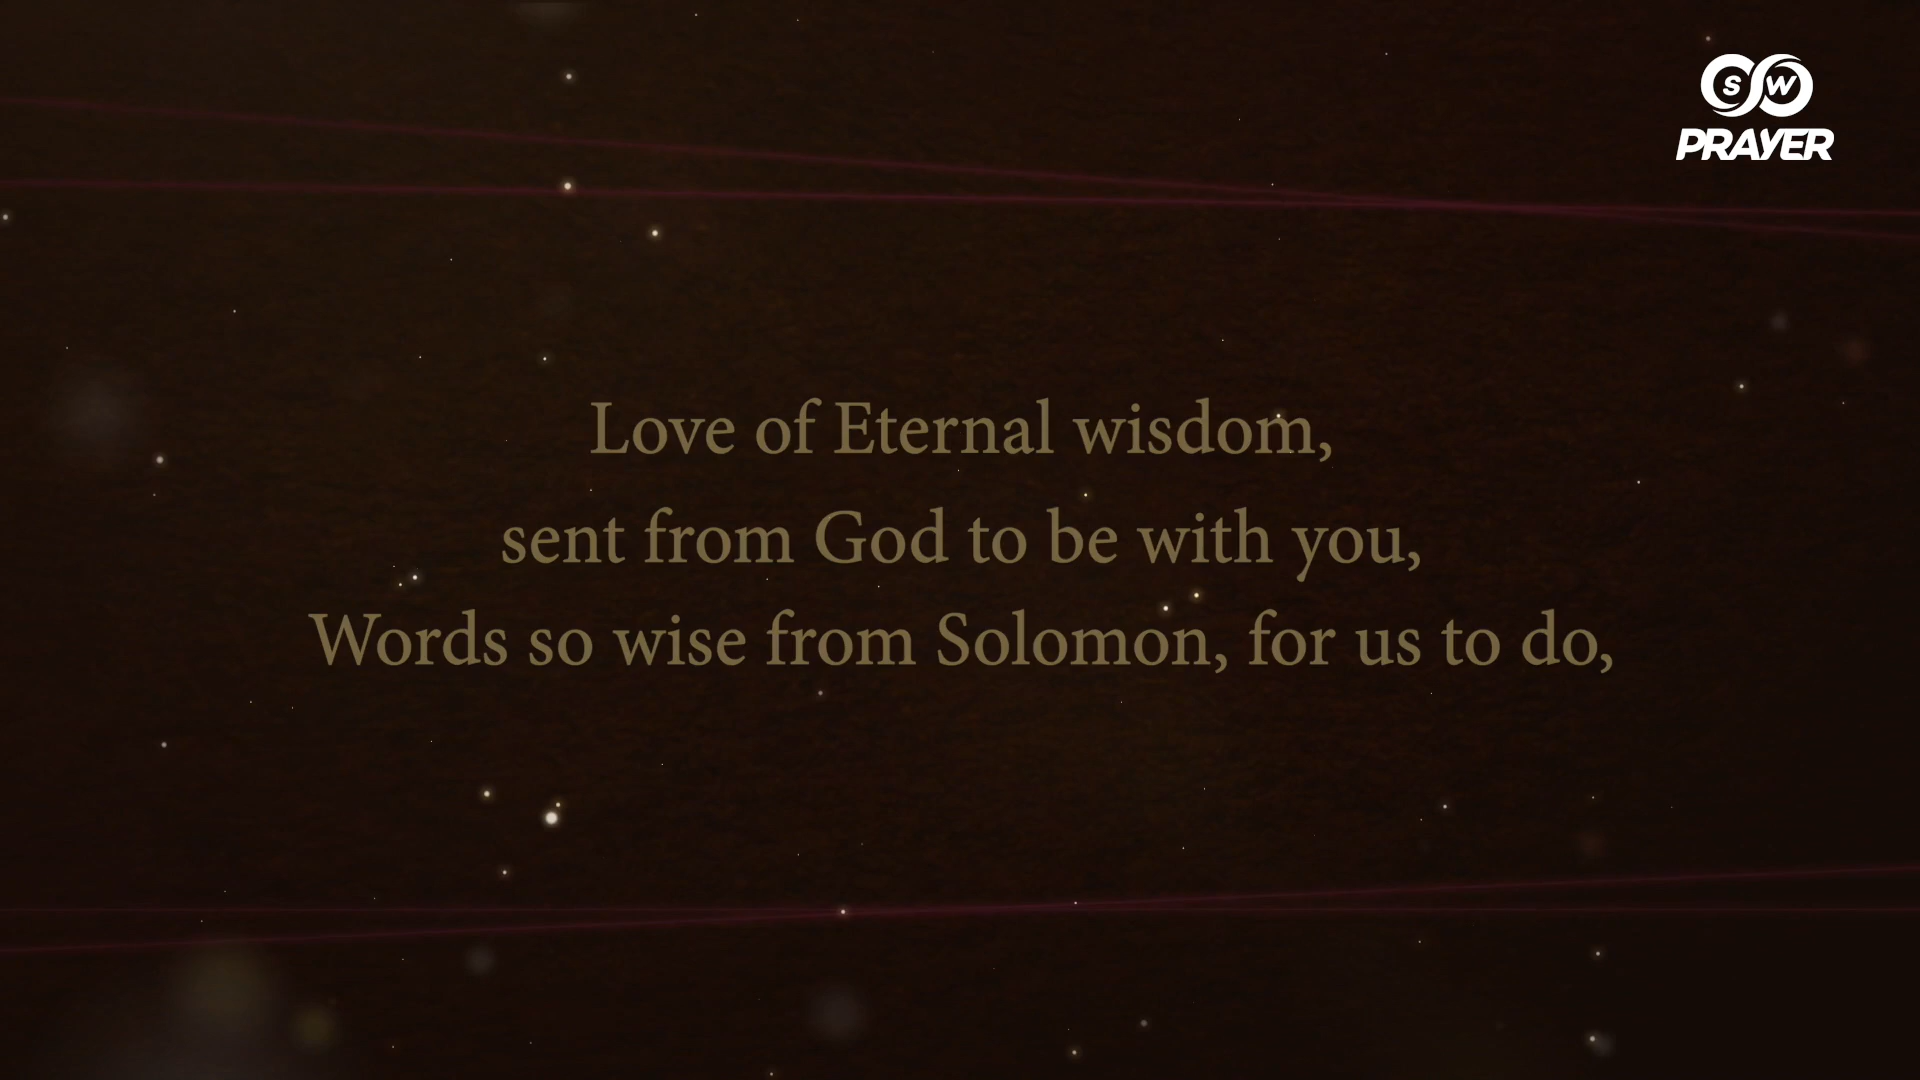 SW
PRAYER
Love of Eternal wisdom,
sent from God to be with you,
Words so wise from Solomon, for us to do,